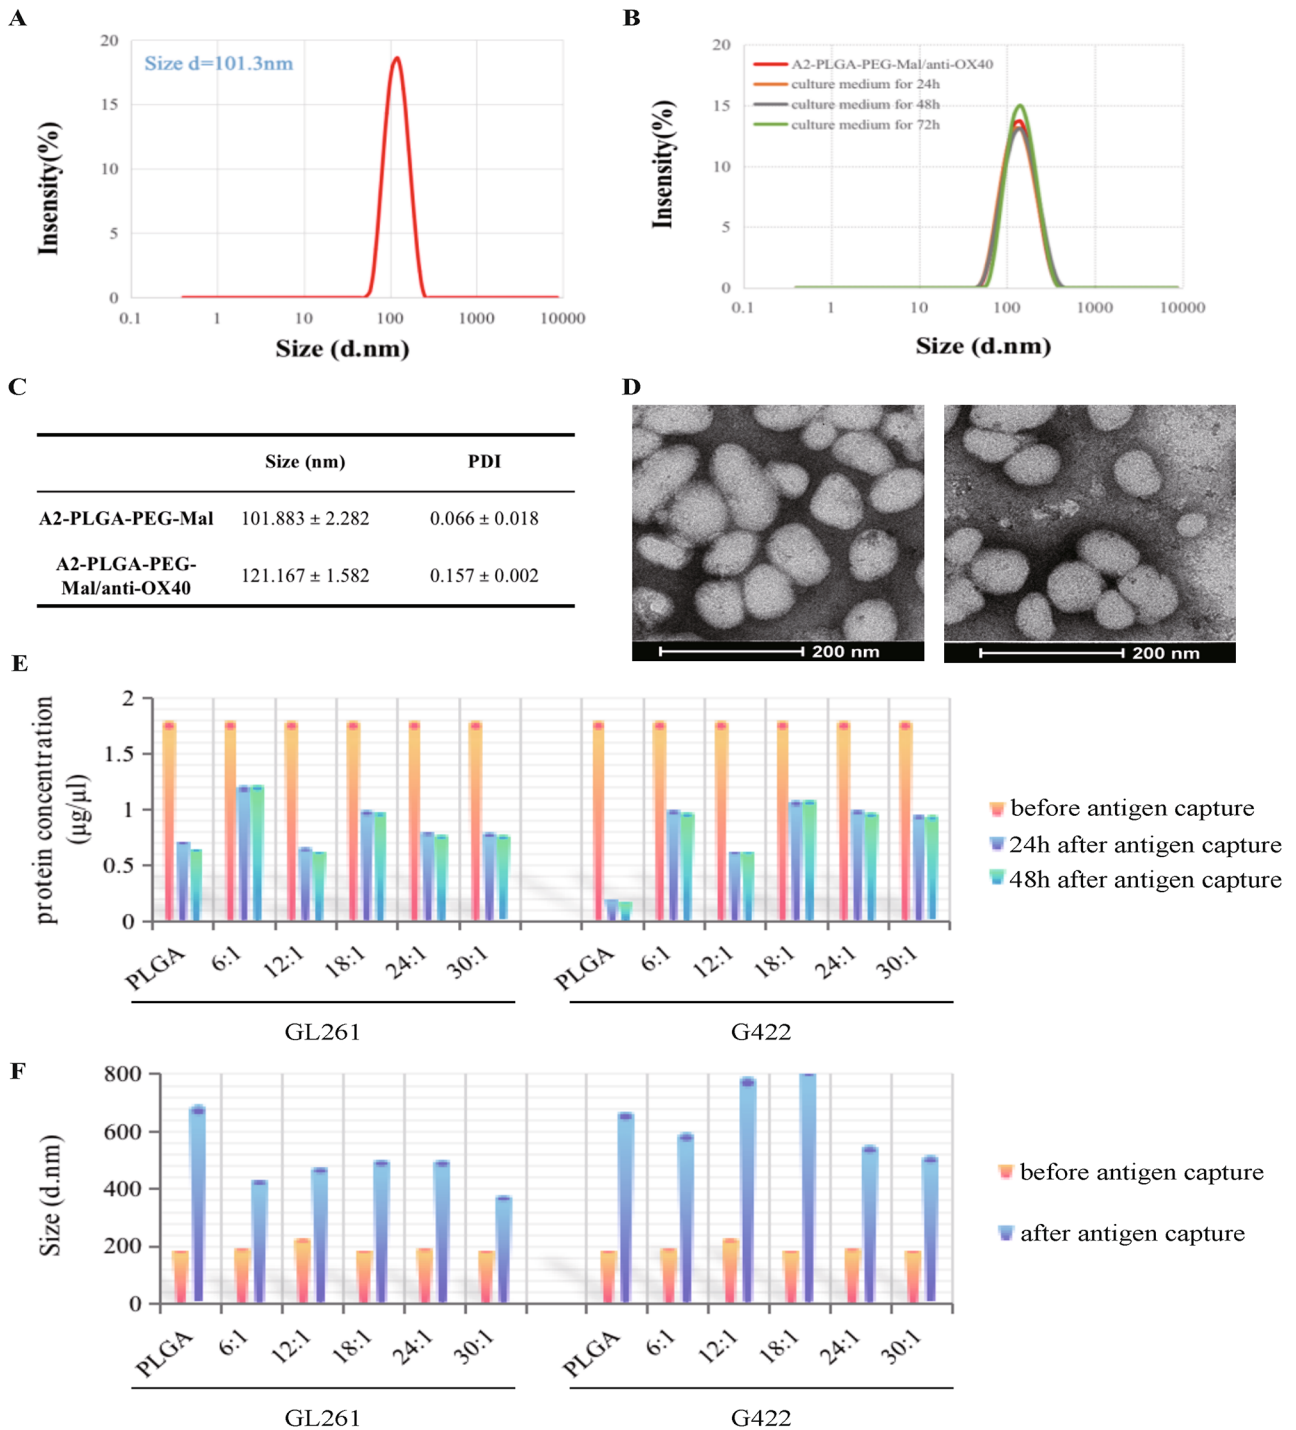 A
Size d=101.3nm
20
15
10
5
0
Insensity(%)
0.1 1 10 100 1000 10000
Size (d.nm)
B
A2-PLGA-PEG-Mal/anti-OX40
culture medium for 24h
culture medium for 48h
culture medium for 72h
20
15
10
5
0
Insensity(%)
0.1 1 10 100 1000 10000
Size (d.nm)
C
Size (nm) PDI
A2-PLGA-PEG-Mal 101.883 ± 2.282 0.066 ± 0.018
A2-PLGA-PEG-
Mal/anti-OX40 121.167 ± 1.582 0.157 ± 0.002
D
200 nm
200 nm
E
protein concentration
(μg/μl)
2
1.5
1
0.5
0
PLGA 6:1 12:1 18:1 24:1 30:1 PLGA 6:1 12:1 18:1 24:1 30:1
GL261 G422
before antigen capture
24h after antigen capture
48h after antigen capture
F
Size (d.nm)
800
600
400
200
0
PLGA 6:1 12:1 18:1 24:1 30:1 PLGA 6:1 12:1 18:1 24:1 30:1
GL261 G422
before antigen capture
after antigen capture